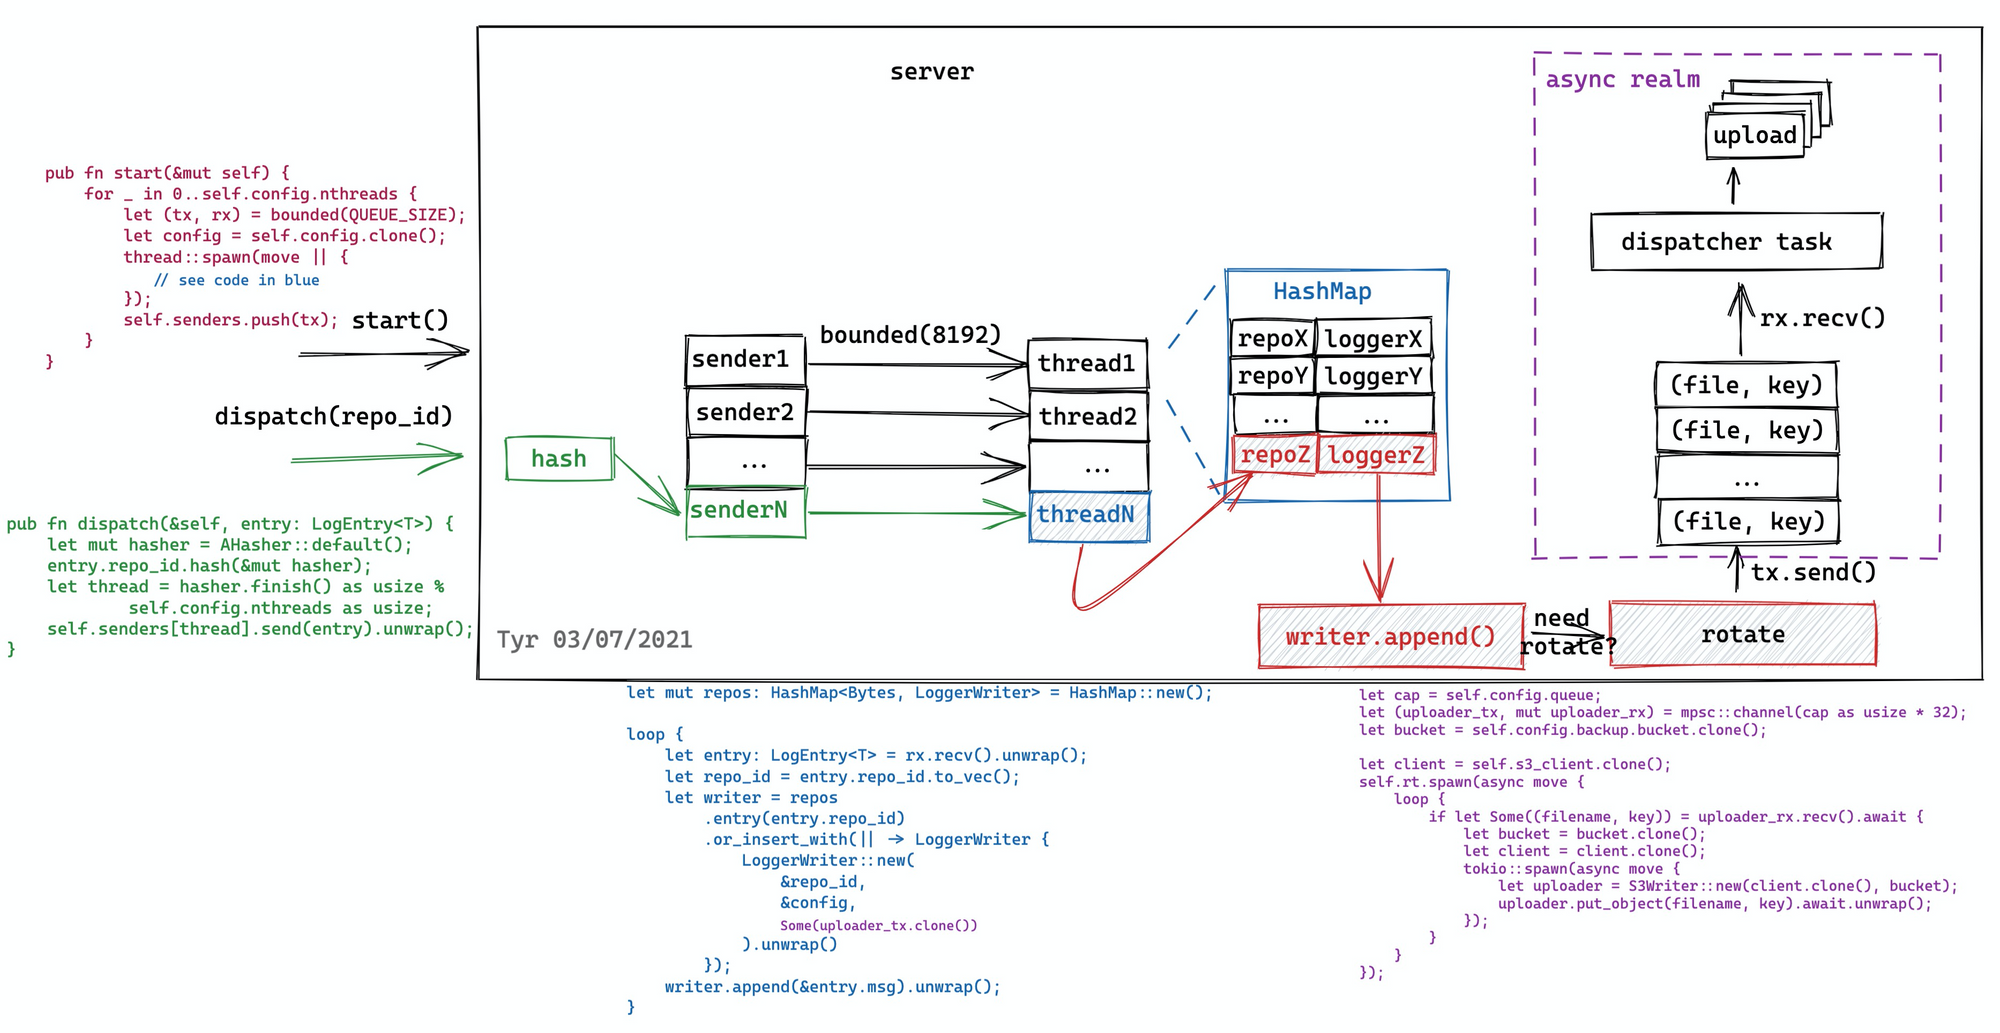 server
async realm
upload
dispatcher task
rx.recv()
(file, key)
(file, key)
...
(file, key)
tx.send()
pub fn start(&mut self) {
    for _ in 0..self.config.nthreads {
        let (tx, rx) = bounded(QUEUE_SIZE);
        let config = self.config.clone();
        thread::spawn(move || {
            // see code in blue
        });
        self.senders.push(tx);
    }
}
start()
dispatch(repo_id)
pub fn dispatch(&self, entry: LogEntry<T>) {
    let mut hasher = AHasher::default();
    entry.repo_id.hash(&mut hasher);
    let thread = hasher.finish() as usize %
            self.config.nthreads as usize;
    self.senders[thread].send(entry).unwrap();
}
hash
sender1
sender2
...
senderN
bounded(8192)
thread1
thread2
...
threadN
HashMap
repoX loggerX
repoY loggerY
... ...
repoZ loggerZ
writer.append()
need
rotate?
rotate
Tyr 03/07/2021
let mut repos: HashMap<Bytes, LoggerWriter> = HashMap::new();
loop {
    let entry: LogEntry<T> = rx.recv().unwrap();
    let repo_id = entry.repo_id.to_vec();
    let writer = repos
        .entry(entry.repo_id)
        .or_insert_with(|| -> LoggerWriter {
            LoggerWriter::new(
                &repo_id,
                &config,
                Some(uploader_tx.clone())
            ).unwrap()
        });
    writer.append(&entry.msg).unwrap();
}
let cap = self.config.queue;
let (uploader_tx, mut uploader_rx) = mpsc::channel(cap as usize * 32);
let bucket = self.config.backup.bucket.clone();
let client = self.s3_client.clone();
self.rt.spawn(async move {
    loop {
        if let Some((filename, key)) = uploader_rx.recv().await {
            let bucket = bucket.clone();
            let client = client.clone();
            tokio::spawn(async move {
                let uploader = S3Writer::new(client.clone(), bucket);
                uploader.put_object(filename, key).await.unwrap();
            });
        }
    }
});